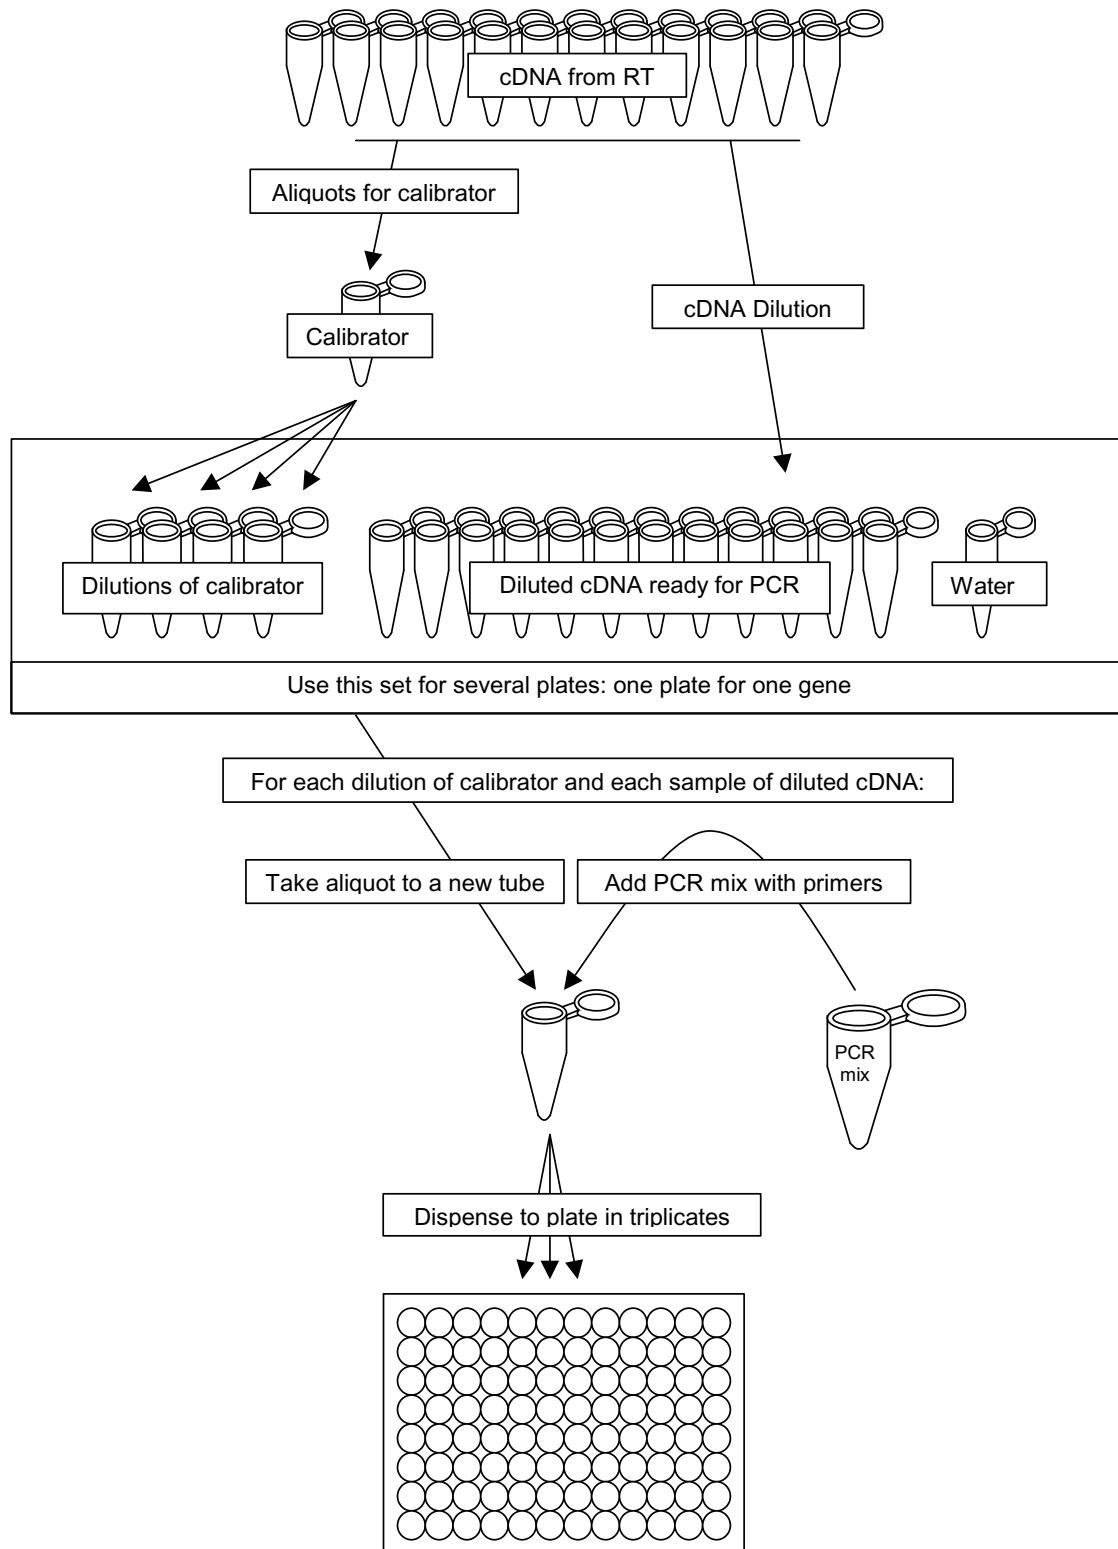 cDNA from RT
Aliquots for calibrator
cDNA Dilution
Calibrator
Dilutions of calibrator
Diluted cDNA ready for PCR
Water
Use this set for several plates: one plate for one gene
For each dilution of calibrator and each sample of diluted cDNA:
Take aliquot to a new tube
Add PCR mix with primers
PCR
mix
Dispense to plate in triplicates